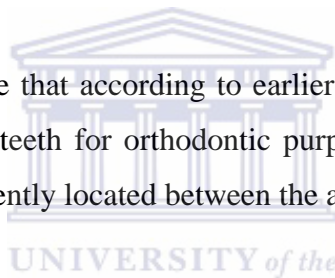 e that according to earlier
teeth for orthodontic purp
ently located between the a
UNIVERSITY of the